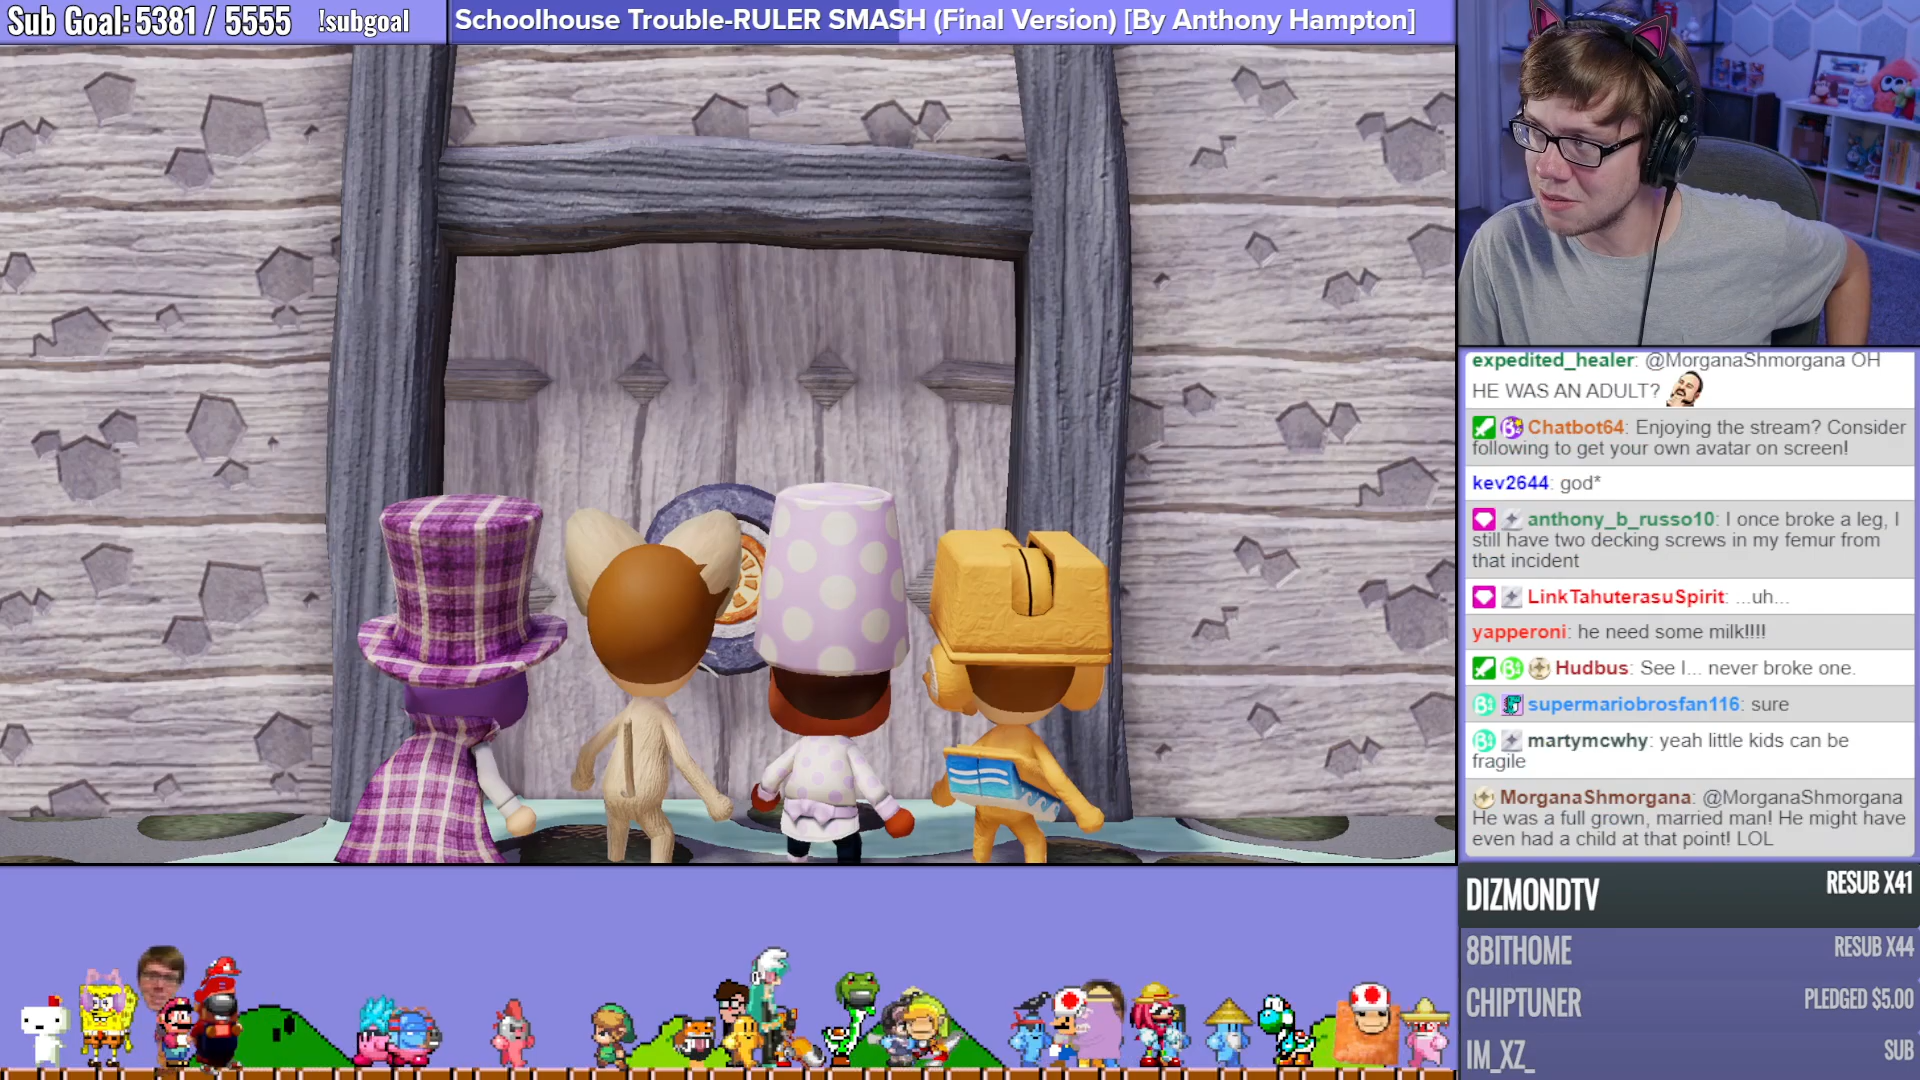 Sub Goal: 5381 / 5555 !subgoal
Schoolhouse Trouble-RULER SMASH (Final Version) [By Anthony Hampton]
expedited_healer: @MorganaShmorgana OH
HE WAS AN ADULT?
Chatbot64: Enjoying the stream? Consider
following to get your own avatar on screen!
kev2644: god*
anthony_b_russo10: I once broke a leg, I
still have two decking screws in my femur from
that incident
LinkTahuterasuSpirit: ...uh...
yapperoni: he need some milk!!!!
Hudbus: See I... never broke one.
supermariobrosfan116: sure
martymcwhy: yeah little kids can be
fragile
MorganaShmorgana: @MorganaShmorgana
He was a full grown, married man! He might have
even had a child at that point! LOL
DIZMONDTV RESUB X41
8BITHOME RESUB X44
CHIPTUNER PLEDGED $5.00
IM_XZ_ SUB